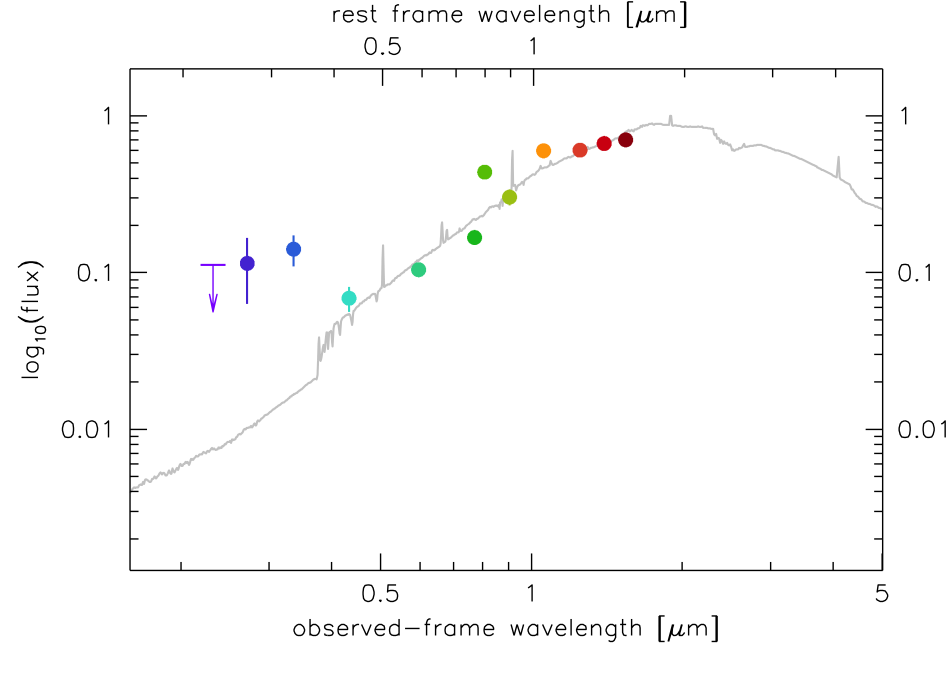 rest frame wavelength [μm]
0.5 1
1 1
0.1 0.1
0.01 0.01
log10(flux)
0.5 1 5
observed-frame wavelength [μm]